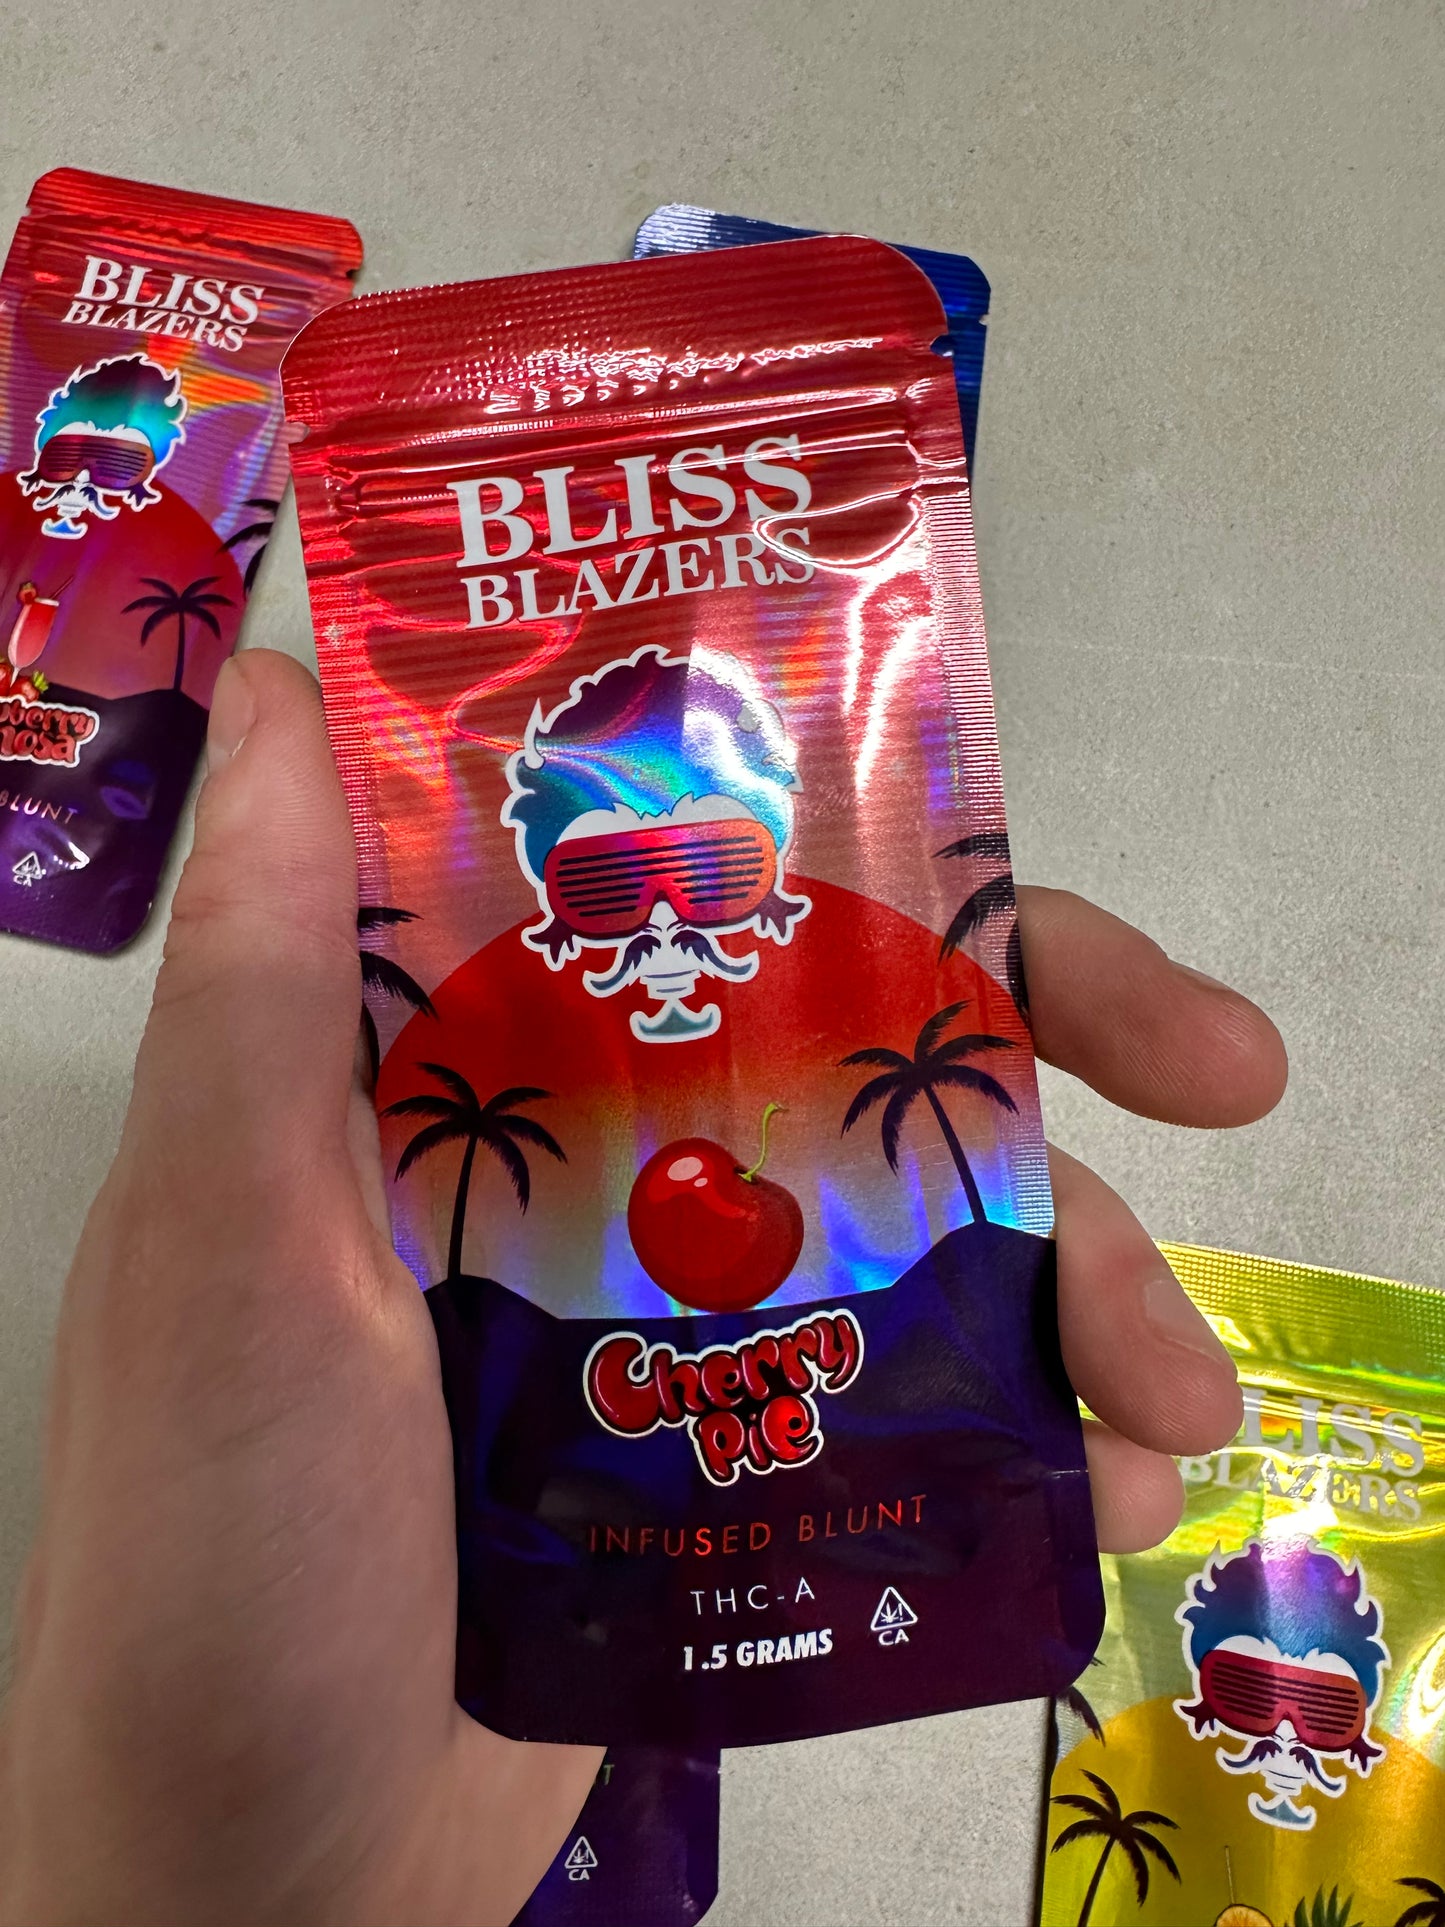 BLISS
BLAZERS
BLUNT
CA
BLISS
BLAZERS
Cherry
Pie
INFUSED BLUNT
THC-A
CA
1.5 GRAMS
CA
BLISS
BLAZERS